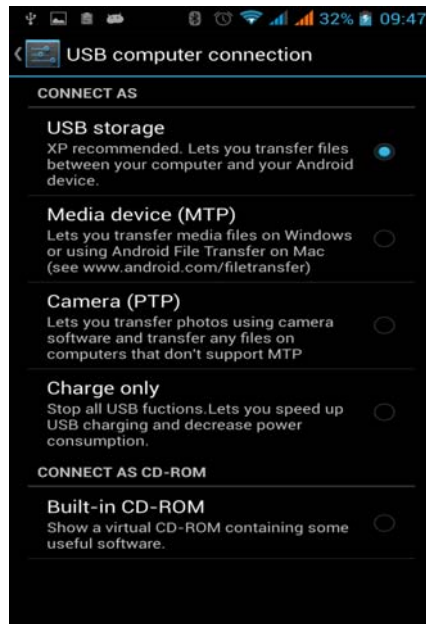 32% 09:47
USB computer connection
CONNECT AS
USB storage
XP recommended. Lets you transfer files
between your computer and your Android
device.
Media device (MTP)
Lets you transfer media files on Windows
or using Android File Transfer on Mac
(see www.android.com/filetransfer)
Camera (PTP)
Lets you transfer photos using camera
software and transfer any files on
computers that don't support MTP
Charge only
Stop all USB fuctions.Lets you speed up
USB charging and decrease power
consumption.
CONNECT AS CD-ROM
Built-in CD-ROM
Show a virtual CD-ROM containing some
useful software.